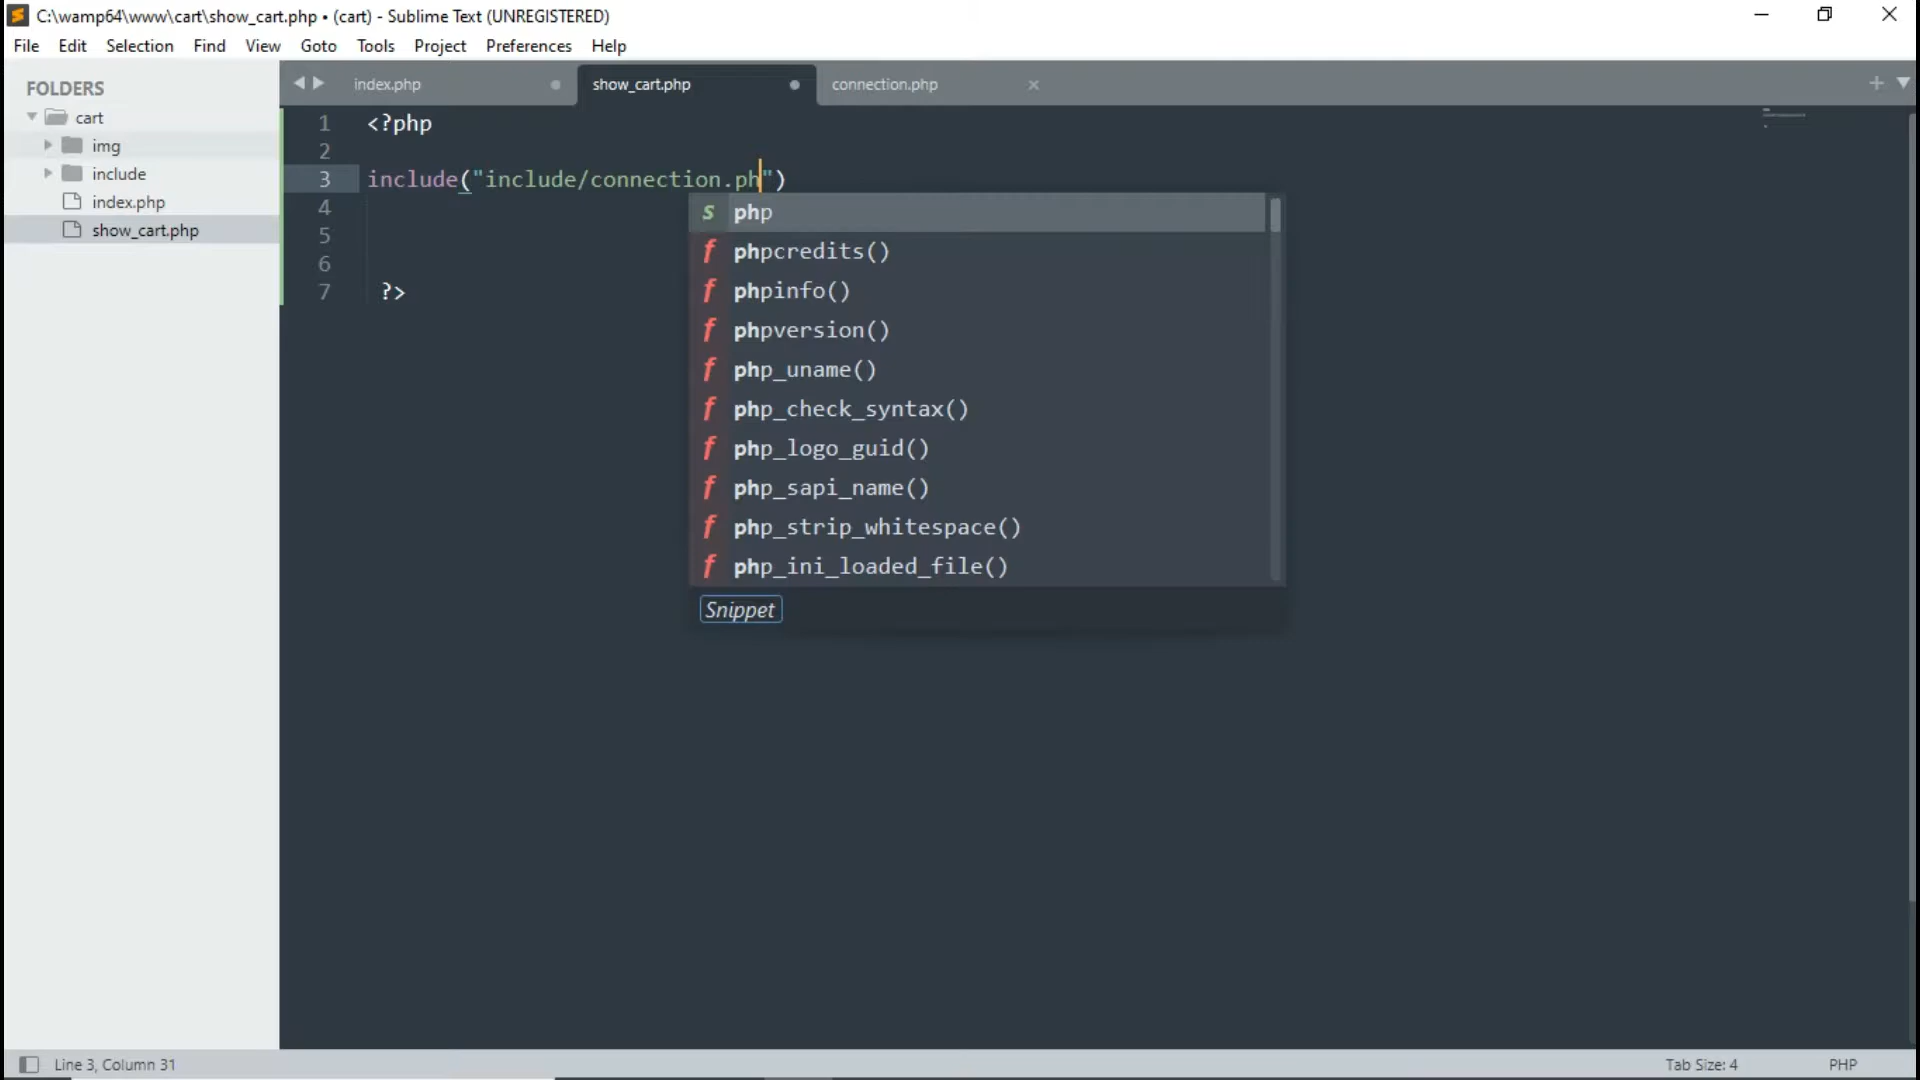 C:\wamp64\www\cart\show_cart.php • (cart) - Sublime Text (UNREGISTERED)
File Edit Selection Find View Goto Tools Project Preferences Help
FOLDERS
cart
img
include
index.php
show_cart.php
index.php show_cart.php connection.php
1 <?php
2
3 include("include/connection.ph")
4
5
6
7 ?>
s php
f phpcredits()
f phpinfo()
f phpversion()
f php_uname()
f php_check_syntax()
f php_logo_guid()
f php_sapi_name()
f php_strip_whitespace()
f php_ini_loaded_file()
Snippet
Line 3, Column 31 Tab Size: 4 PHP